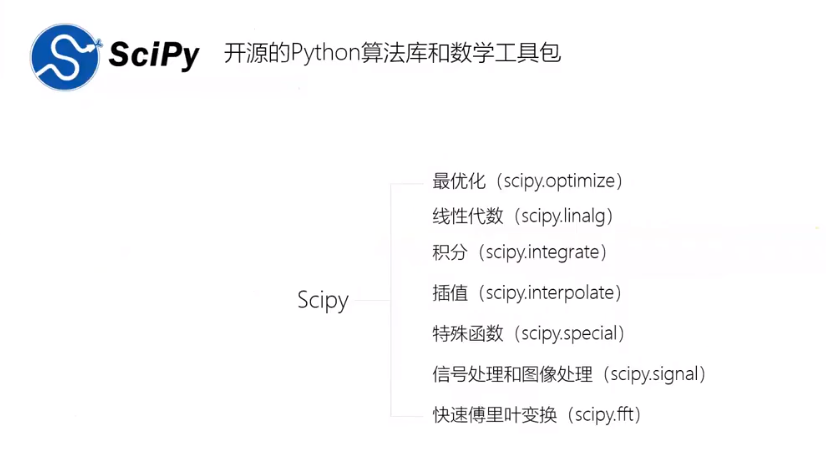 SciPy 开源的Python算法库和数学工具包
最优化（scipy.optimize）
线性代数（scipy.linalg）
积分（scipy.integrate）
插值（scipy.interpolate）
Scipy
特殊函数（scipy.special）
信号处理和图像处理（scipy.signal）
快速傅里叶变换（scipy.fft）